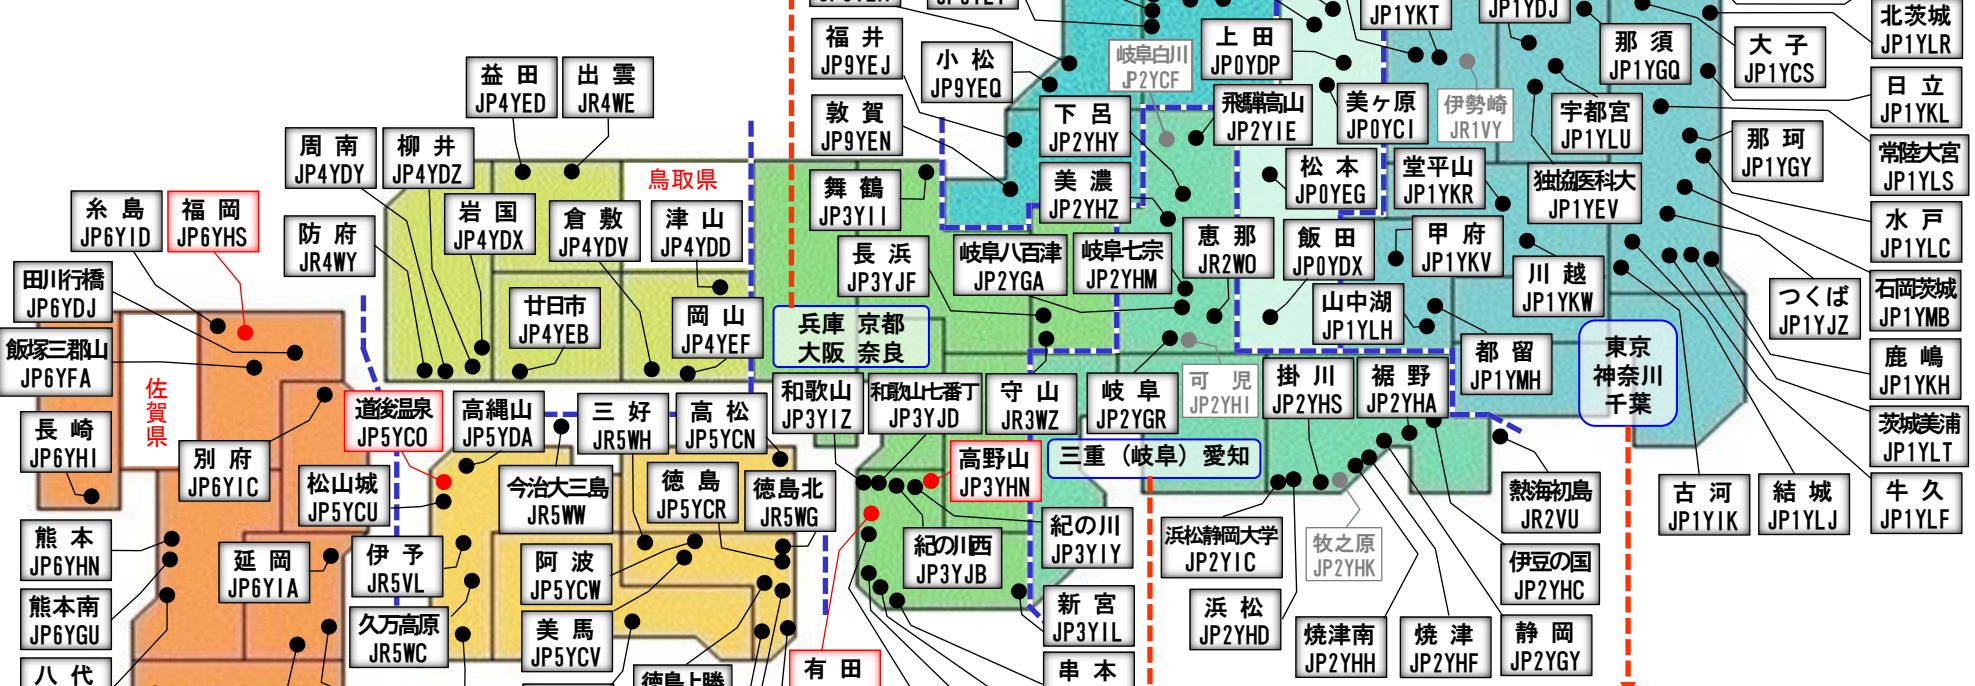 JP1YKT
JP1YDJ
北茨城
JP1YLR
福 井
JP9YEJ
小 松
JP9YEQ
岐阜白川
JP2YCF
上 田
JP0YDP
那 須
JP1YGQ
大 子
JP1YCS
益 田
JP4YED
出 雲
JR4WE
日 立
JP1YKL
敦 賀
JP9YEN
下 呂
JP2YHY
飛騨高山
JP2YIE
美ヶ原
JP0YCI
伊勢崎
JR1VY
宇都宮
JP1YLU
那 珂
JP1YGY
周 南
JP4YDY
柳 井
JP4YDZ
鳥取県
舞 鶴
JP3YII
美 濃
JP2YHZ
松 本
JP0YEG
堂平山
JP1YKR
独協医科大
JP1YEV
常陸大宮
JP1YLS
糸 島
JP6YID
福 岡
JP6YHS
岩 国
JP4YDX
倉 敷
JP4YDV
津 山
JP4YDD
防 府
JR4WY
長 浜
JP3YJF
岐阜八百津
JP2YGA
岐阜七宗
JP2YHM
恵 那
JR2WO
飯 田
JP0YDX
甲 府
JP1YKV
川 越
JP1YKW
水 戸
JP1YLC
田川行橋
JP6YDJ
廿日市
JP4YEB
岡 山
JP4YEF
兵庫 京都
大阪 奈良
山中湖
JP1YLH
つくば
JP1YJZ
石岡茨城
JP1YMB
飯塚三郡山
JP6YFA
佐賀県
都 留
JP1YMH
東京
神奈川
千葉
鹿 嶋
JP1YKH
道後温泉
JP5YCO
高縄山
JP5YDA
三 好
JR5WH
高 松
JP5YCN
和歌山
JP3YIZ
和歌山七番丁
JP3YJD
守 山
JR3WZ
岐 阜
JP2YGR
可 児
JP2YHI
掛 川
JP2YHS
裾 野
JP2YHA
茨城美浦
JP1YLT
長 崎
JP6YHI
別 府
JP6YIC
松山城
JP5YCU
今治大三島
JR5WW
徳 島
JP5YCR
徳島北
JR5WG
高野山
JP3YHN
三重（岐阜）愛知
熱海初島
JR2VU
古 河
JP1YIK
結 城
JP1YLJ
牛 久
JP1YLF
熊 本
JP6YHN
延 岡
JP6YIA
伊 予
JR5VL
阿 波
JP5YCW
紀の川西
JP3YJB
紀の川
JP3YIY
浜松静岡大学
JP2YIC
牧之原
JP2YHK
伊豆の国
JP2YHC
熊本南
JP6YGU
久万高原
JR5WC
美 馬
JP5YCV
新 宮
JP3YIL
浜 松
JP2YHD
焼津南
JP2YHH
焼 津
JP2YHF
静 岡
JP2YGY
八 代
徳島上勝
有 田
串 本